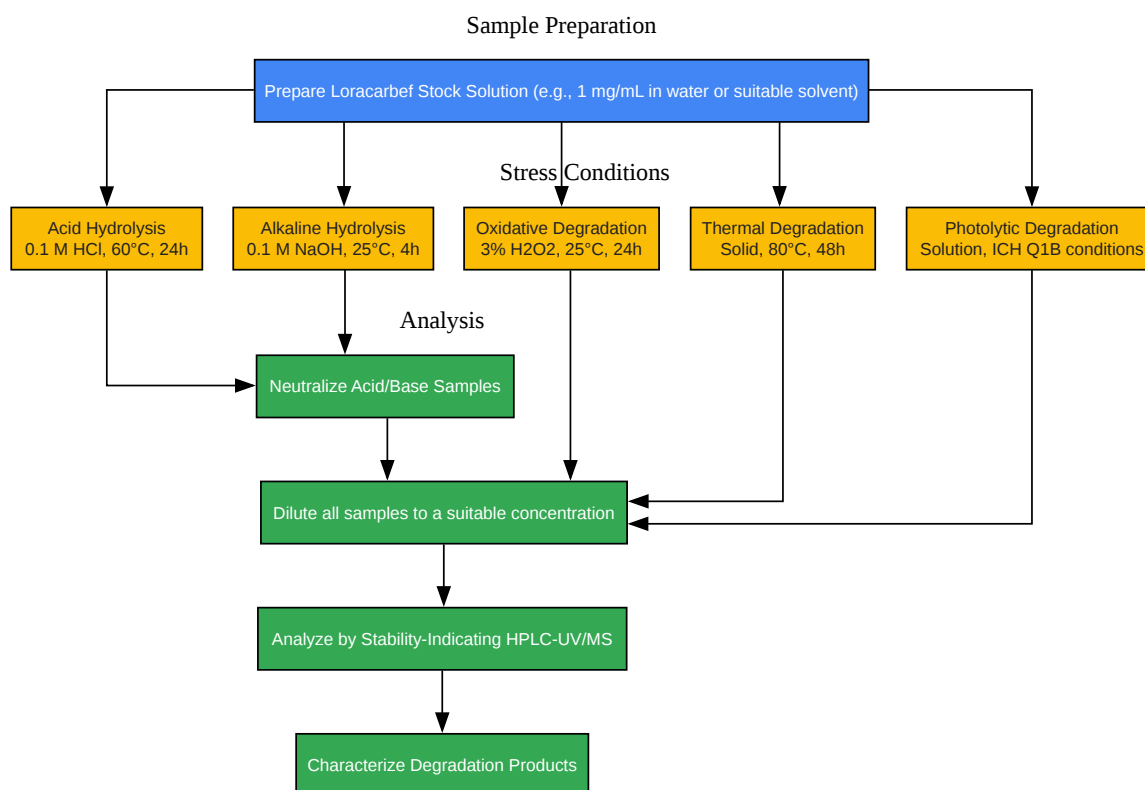 Sample Preparation
Prepare Loracarbef Stock Solution (e.g., 1 mg/mL in water or suitable solvent)
Stress Conditions
Acid Hydrolysis
0.1 M HCl, 60°C, 24h
Alkaline Hydrolysis
0.1 M NaOH, 25°C, 4h
Oxidative Degradation
3% H2O2, 25°C, 24h
Thermal Degradation
Solid, 80°C, 48h
Photolytic Degradation
Solution, ICH Q1B conditions
Analysis
Neutralize Acid/Base Samples
Dilute all samples to a suitable concentration
Analyze by Stability-Indicating HPLC-UV/MS
Characterize Degradation Products